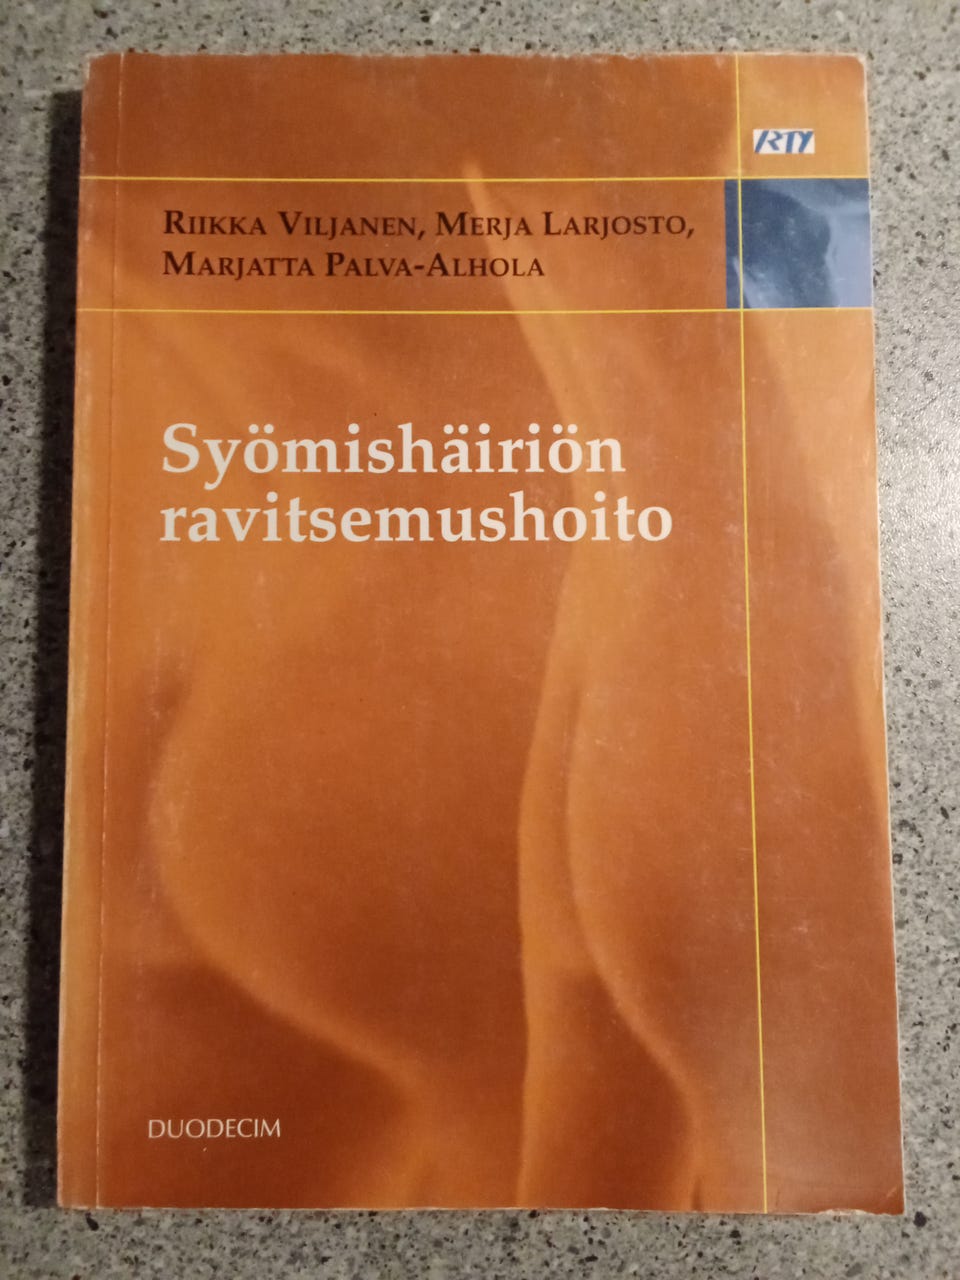 RTY
RIIKKA VILJANEN, MERJA LARJOSTO,
MARJATTA PALVA-ALHOLA
Syömishäiriön
ravitsemushoito
DUODECIM